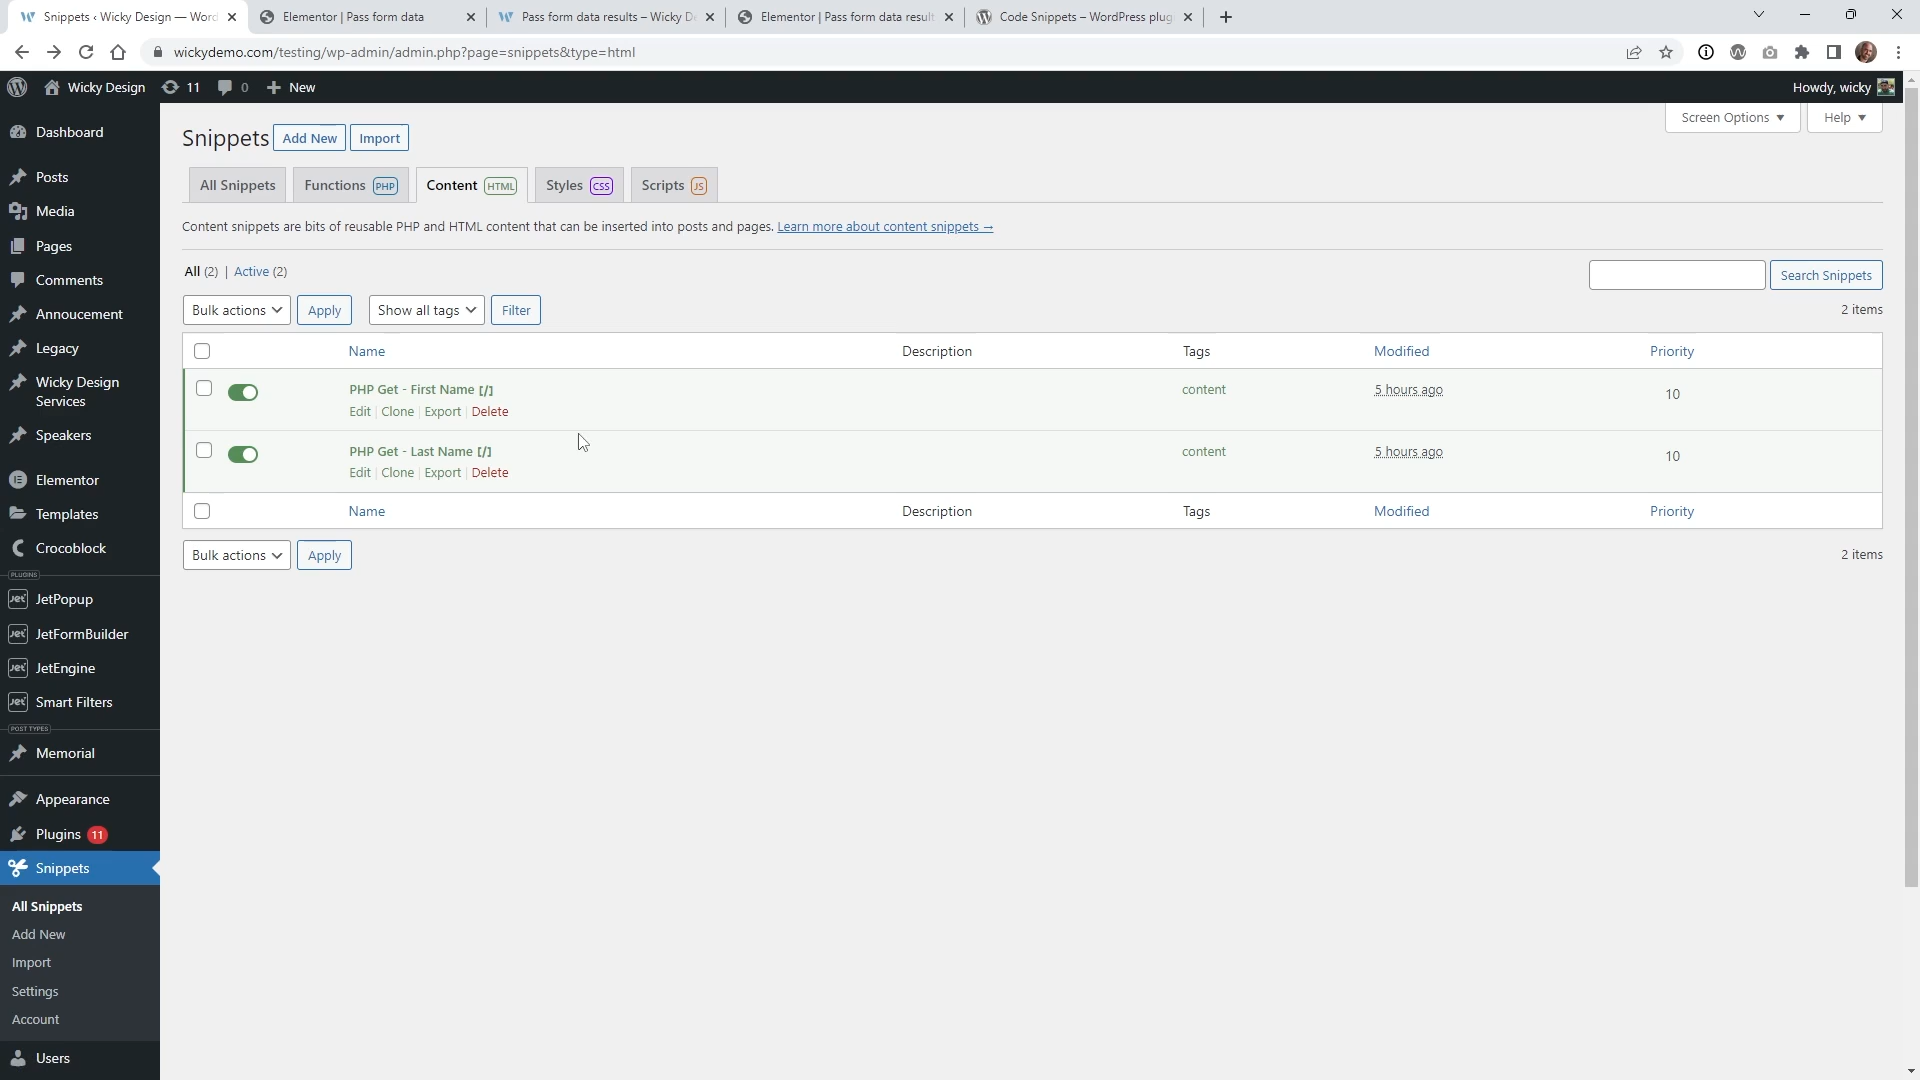 Snippets ‹ Wicky Design — Word
Elementor | Pass form data
Pass form data results – Wicky De
Elementor | Pass form data result
Code Snippets – WordPress plug
wickydemo.com/testing/wp-admin/admin.php?page=snippets&type=html
Wicky Design 11 0 New
Howdy, wicky
Screen Options Help
Dashboard
Posts
Media
Pages
Comments
Annoucement
Legacy
Wicky Design
Services
Speakers
Elementor
Templates
Crocoblock
PLUGINS
Jet JetPopup
Jet JetFormBuilder
Jet JetEngine
Jet Smart Filters
POST TYPES
Memorial
Appearance
Plugins 11
Snippets
All Snippets
Add New
Import
Settings
Account
Users
Snippets Add New Import
All Snippets Functions PHP Content HTML Styles CSS Scripts JS
Content snippets are bits of reusable PHP and HTML content that can be inserted into posts and pages. Learn more about content snippets →
All (2) | Active (2)
Search Snippets
Bulk actions Apply Show all tags Filter
2 items
Name Description Tags Modified Priority
PHP Get - First Name [/] content 5 hours ago 10
Edit | Clone | Export | Delete
PHP Get - Last Name [/] content 5 hours ago 10
Edit | Clone | Export | Delete
Name Description Tags Modified Priority
Bulk actions Apply
2 items